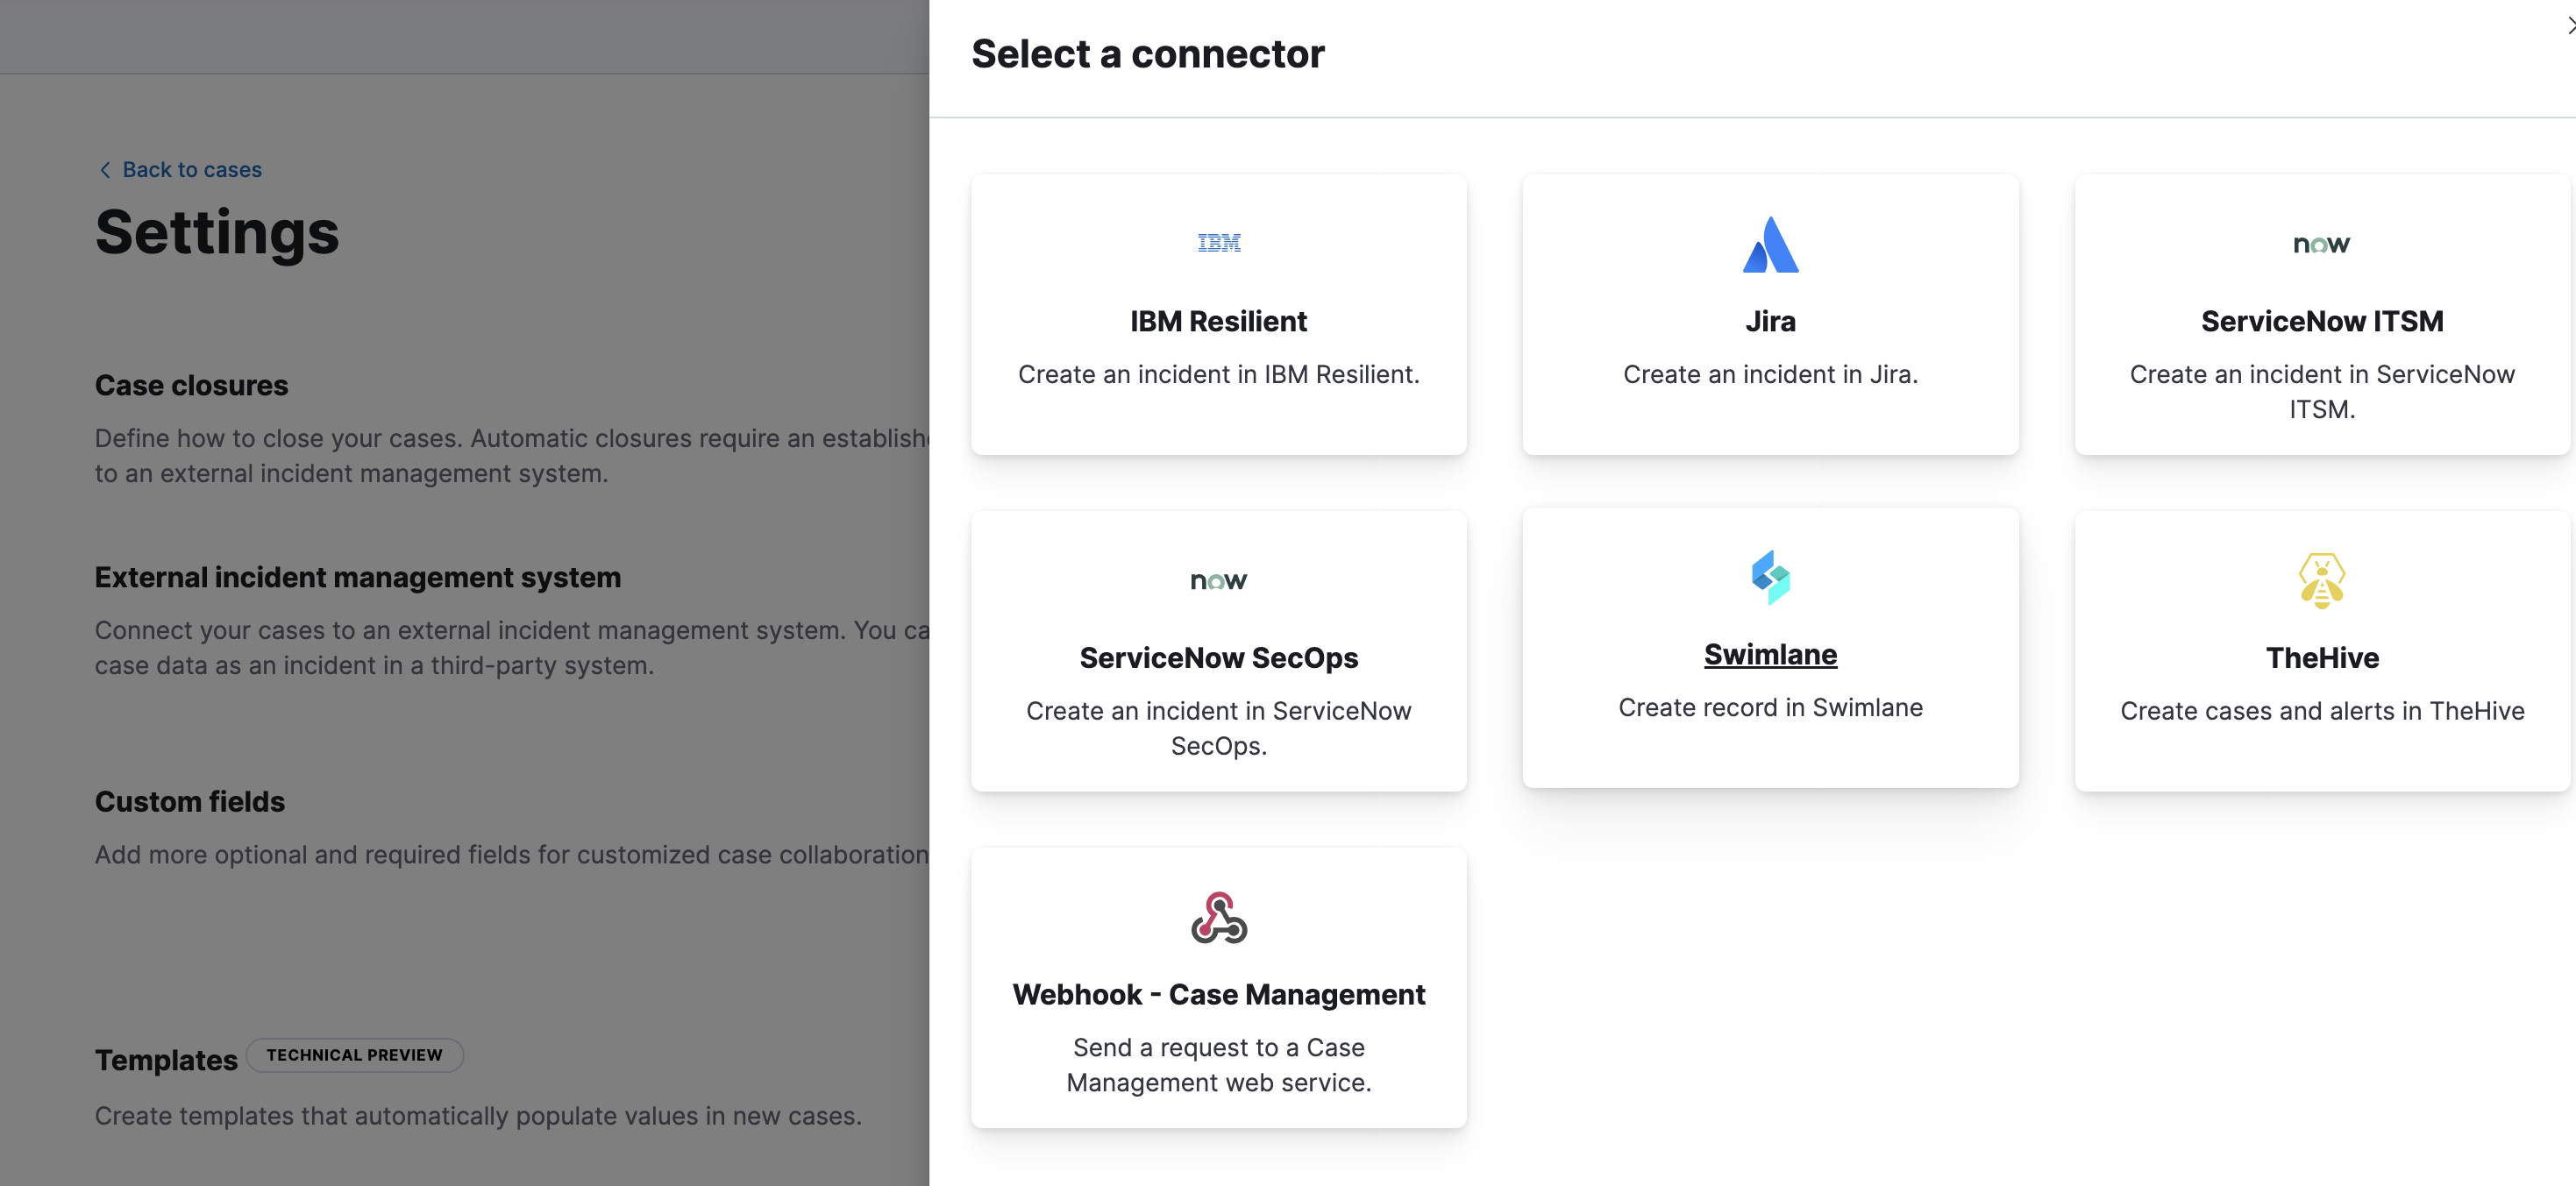 Select a connector
Back to cases
Settings
Case closures
Define how to close your cases. Automatic closures require an
to an external incident management system.
External incident management system
Connect your cases to an external incident management system. You
case data as an incident in a third-party system.
Custom fields
Add more optional and required fields for customized case collaboration
Templates TECHNICAL PREVIEW
Create templates that automatically populate values in new cases.
IBM
IBM Resilient
Create an incident in IBM Resilient.
Jira
Create an incident in Jira.
now
ServiceNow ITSM
Create an incident in ServiceNow
ITSM.
now
ServiceNow SecOps
Create an incident in ServiceNow
SecOps.
Swimlane
Create record in Swimlane
TheHive
Create cases and alerts in TheHive
Webhook - Case Management
Send a request to a Case
Management web service.